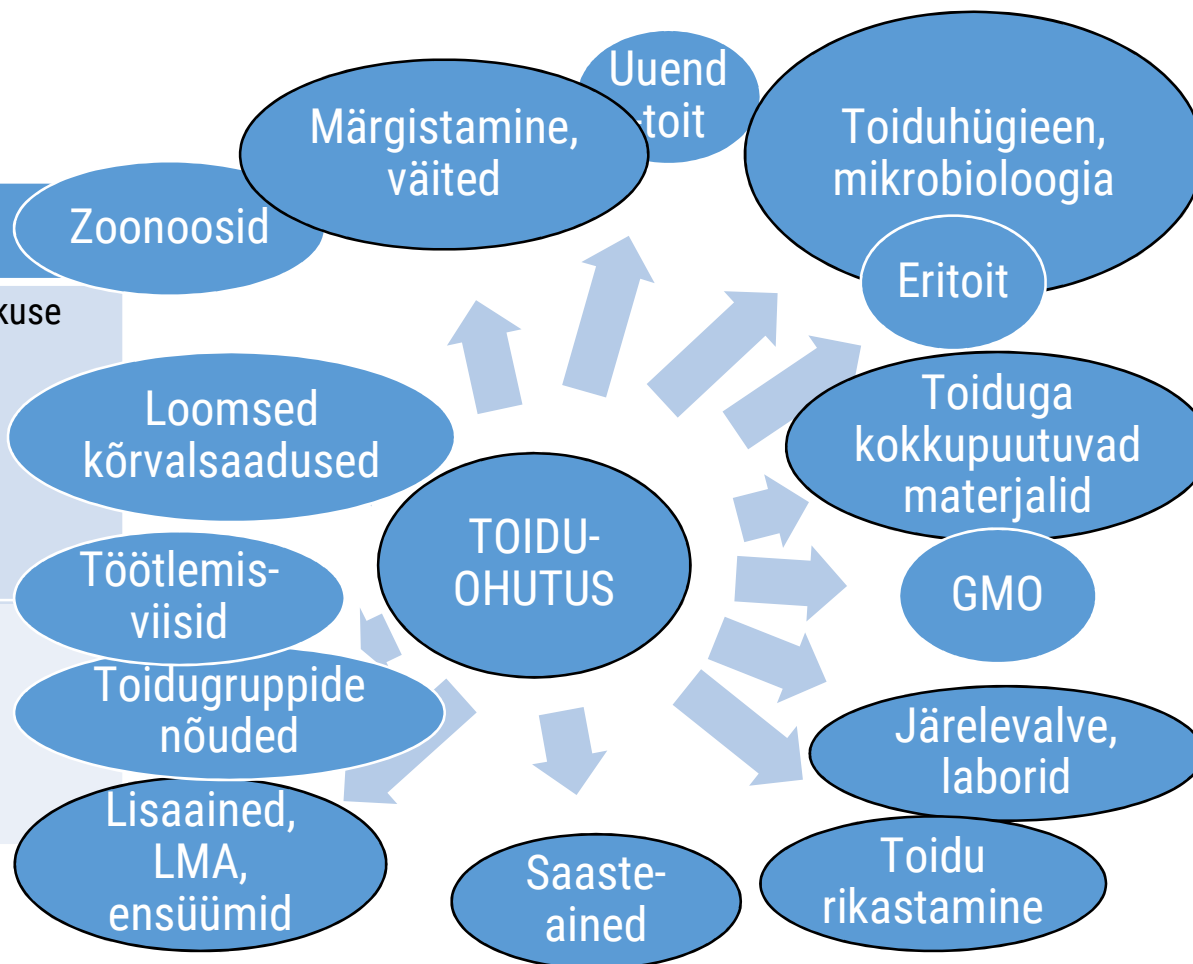 Uuend
-toit
Märgistamine,
väited
Toiduhügieen,
mikrobioloogia
Zoonoosid
Eritoit
kuse
Loomsed
kõrvalsaadused
Toiduga
kokkupuutuvad
materjalid
TOIDU-
OHUTUS
Töötlemis-
viisid
GMO
Toidugruppide
nõuded
Järelevalve,
laborid
Lisaained,
LMA,
ensüümid
Saaste-
ained
Toidu
rikastamine